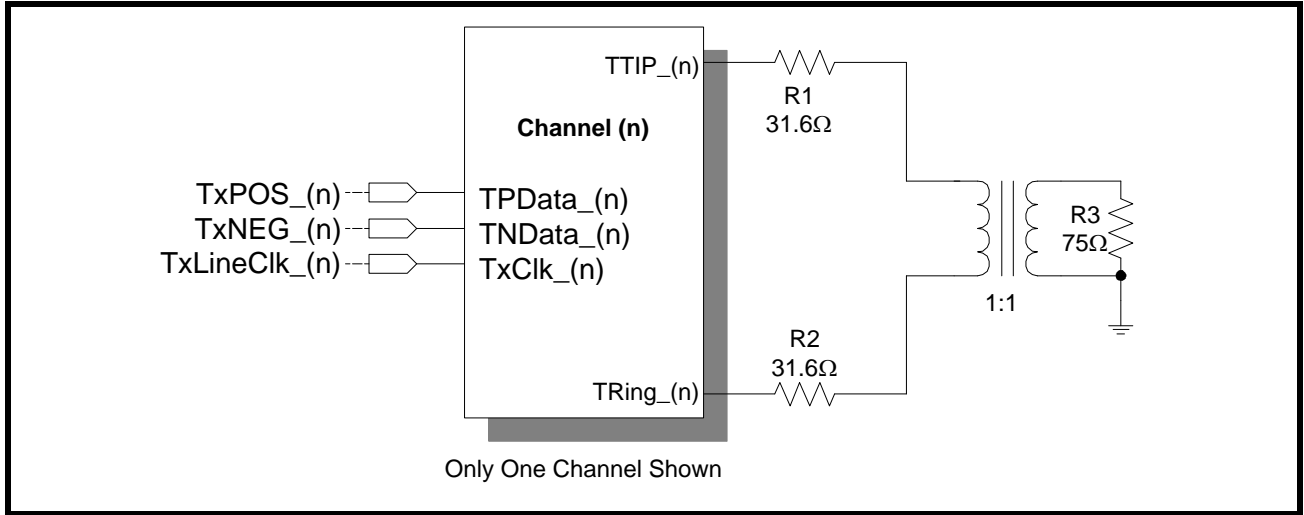 TTIP_(n)
R1
31.6Ω
Channel (n)
TxPOS_(n)
TPData_(n)
TxNEG_(n)
TNData_(n)
TxLineClk_(n)
TxClk_(n)
R3
75Ω
1:1
R2
31.6Ω
TRing_(n)
Only One Channel Shown